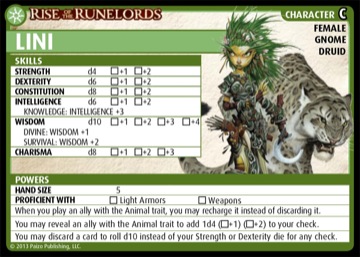 RISE OF THE RUNELORDS
CHARACTER C
LINI
FEMALE
GNOME
DRUID
SKILLS
STRENGTH d4 □+1 □+2
DEXTERITY d6 □+1 □+2
CONSTITUTION d8 □+1 □+2
INTELLIGENCE d6 □+1 □+2
KNOWLEDGE: INTELLIGENCE +3
WISDOM d10 □+1 □+2 □+3 □+4
DIVINE: WISDOM +1
SURVIVAL: WISDOM +2
CHARISMA d8 □+1 □+2 □+3
POWERS
HAND SIZE 5
PROFICIENT WITH □ Light Armors □ Weapons
When you play an ally with the Animal trait, you may recharge it instead of discarding it.
You may reveal an ally with the Animal trait to add 1d4 (□+1) (□+2) to your check.
You may discard a card to roll d10 instead of your Strength or Dexterity die for any check.
© 2013 Paizo Publishing, LLC.